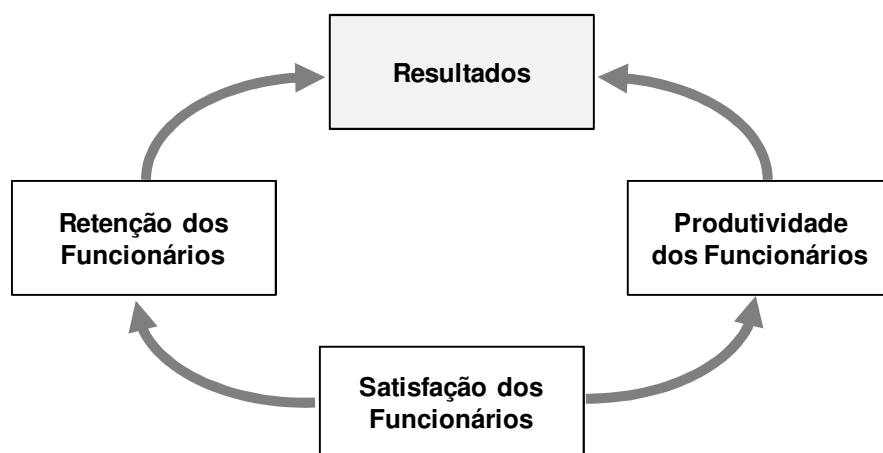 Resultados
Retenção dos
Funcionários
Produtividade
dos Funcionários
Satisfação dos
Funcionários